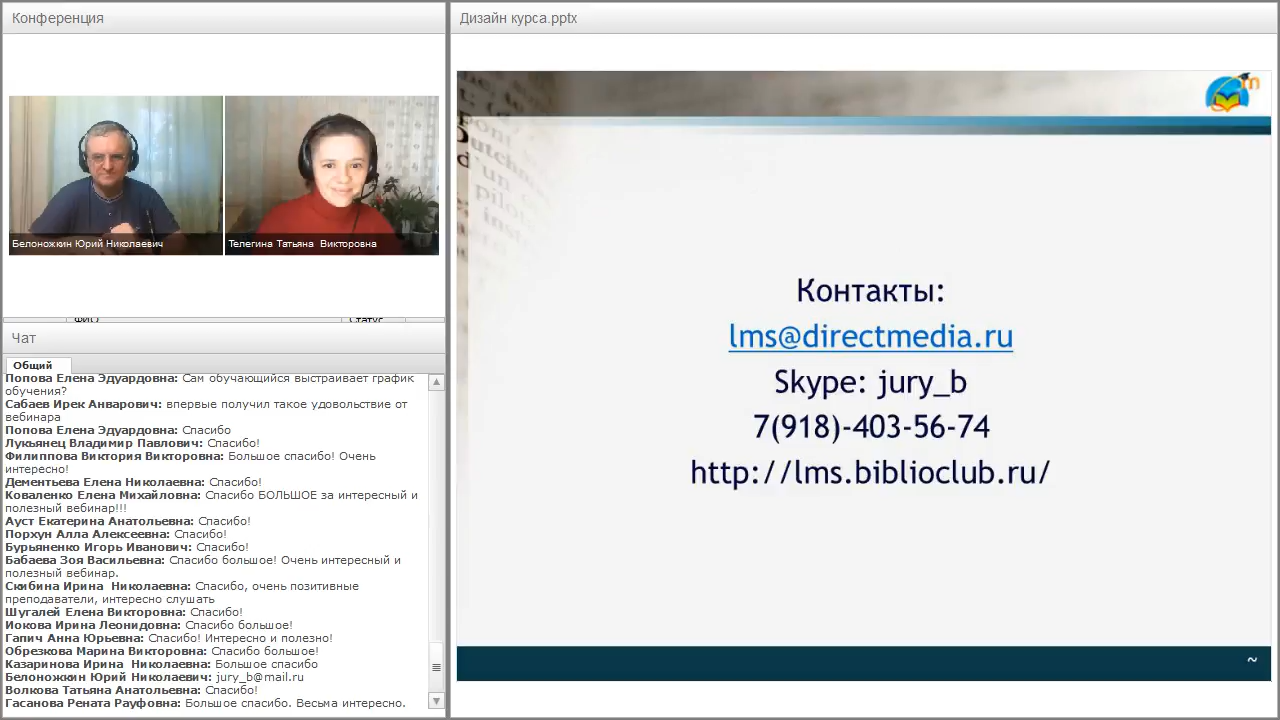 Конференция
Белоножкин Юрий Николаевич
Телегина Татьяна Викторовна
ФИО
Статус
Чат
Общий
Попова Елена Эдуардовна: Сам обучающийся выстраивает график
обучения?
Сабаев Ирек Анварович: впервые получил такое удовольствие от
вебинара
Попова Елена Эдуардовна: Спасибо
Лукьянец Владимир Павлович: Спасибо!
Филиппова Виктория Викторовна: Большое спасибо! Очень
интересно!
Дементьева Елена Николаевна: Спасибо!
Коваленко Елена Михайловна: Спасибо БОЛЬШОЕ за интересный и
полезный вебинар!!!
Ауст Екатерина Анатольевна: Спасибо!
Порхун Алла Алексеевна: Спасибо!
Бурьяненко Игорь Иванович: Спасибо!
Бабаева Зоя Васильевна: Спасибо большое! Очень интересный и
полезный вебинар.
Скибина Ирина Николаевна: Спасибо, очень позитивные
преподаватели, интересно слушать
Шугалей Елена Викторовна: Спасибо!
Иокова Ирина Леонидовна: Спасибо большое!
Гапич Анна Юрьевна: Спасибо! Интересно и полезно!
Обрезкова Марина Викторовна: Спасибо большое!
Казаринова Ирина Николаевна: Большое спасибо
Белоножкин Юрий Николаевич: jury_b@mail.ru
Волкова Татьяна Анатольевна: Спасибо!
Гасанова Рената Рауфовна: Большое спасибо. Весьма интересно.
Дизайн курса.pptx
Контакты:
lms@directmedia.ru
Skype: jury_b
7(918)-403-56-74
http://lms.biblioclub.ru/
~